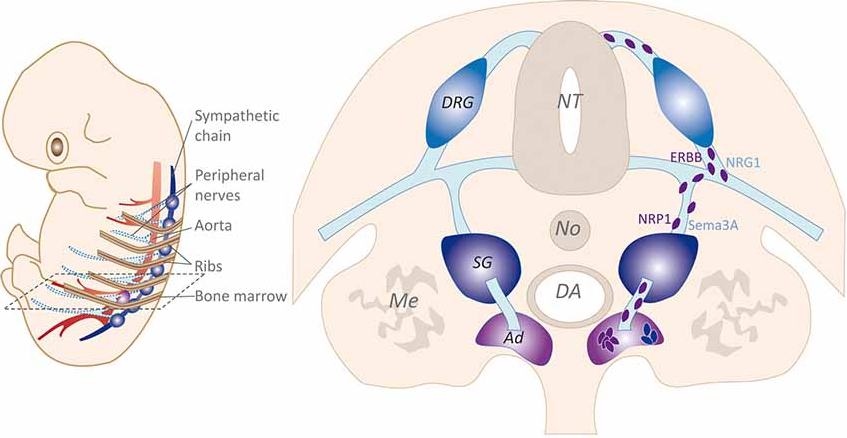 Sympathetic
chain
Peripheral
nerves
Aorta
Ribs
Bone marrow
DRG
NT
ERBB
NRG1
NRP1
Sema3A
No
SG
DA
Me
Ad